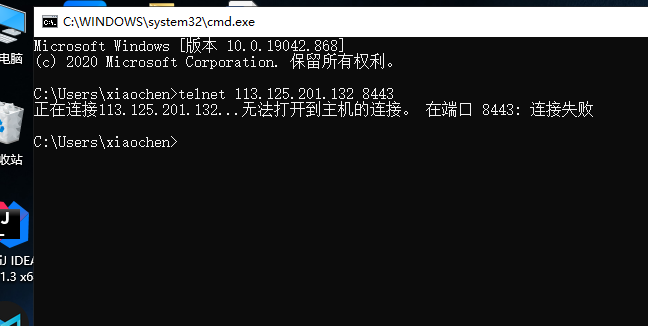 C:\WINDOWS\system32\cmd.exe
Microsoft Windows [版本 10.0.19042.868]
(c) 2020 Microsoft Corporation. 保留所有权利。
C:\Users\xiaochen>telnet 113.125.201.132 8443
正在连接113.125.201.132...无法打开到主机的连接。 在端口 8443: 连接失败
C:\Users\xiaochen>
电脑
收站
IJ IDEA
1.3 x6